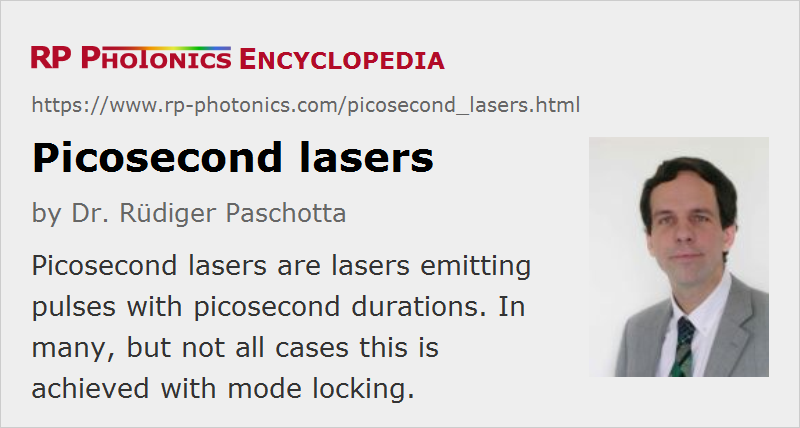 RP PHOTONICS ENCYCLOPEDIA
https://www.rp-photonics.com/picosecond_lasers.html
Picosecond lasers
by Dr. Rüdiger Paschotta
Picosecond lasers are lasers emitting
pulses with picosecond durations. In
many, but not all cases this is
achieved with mode locking.